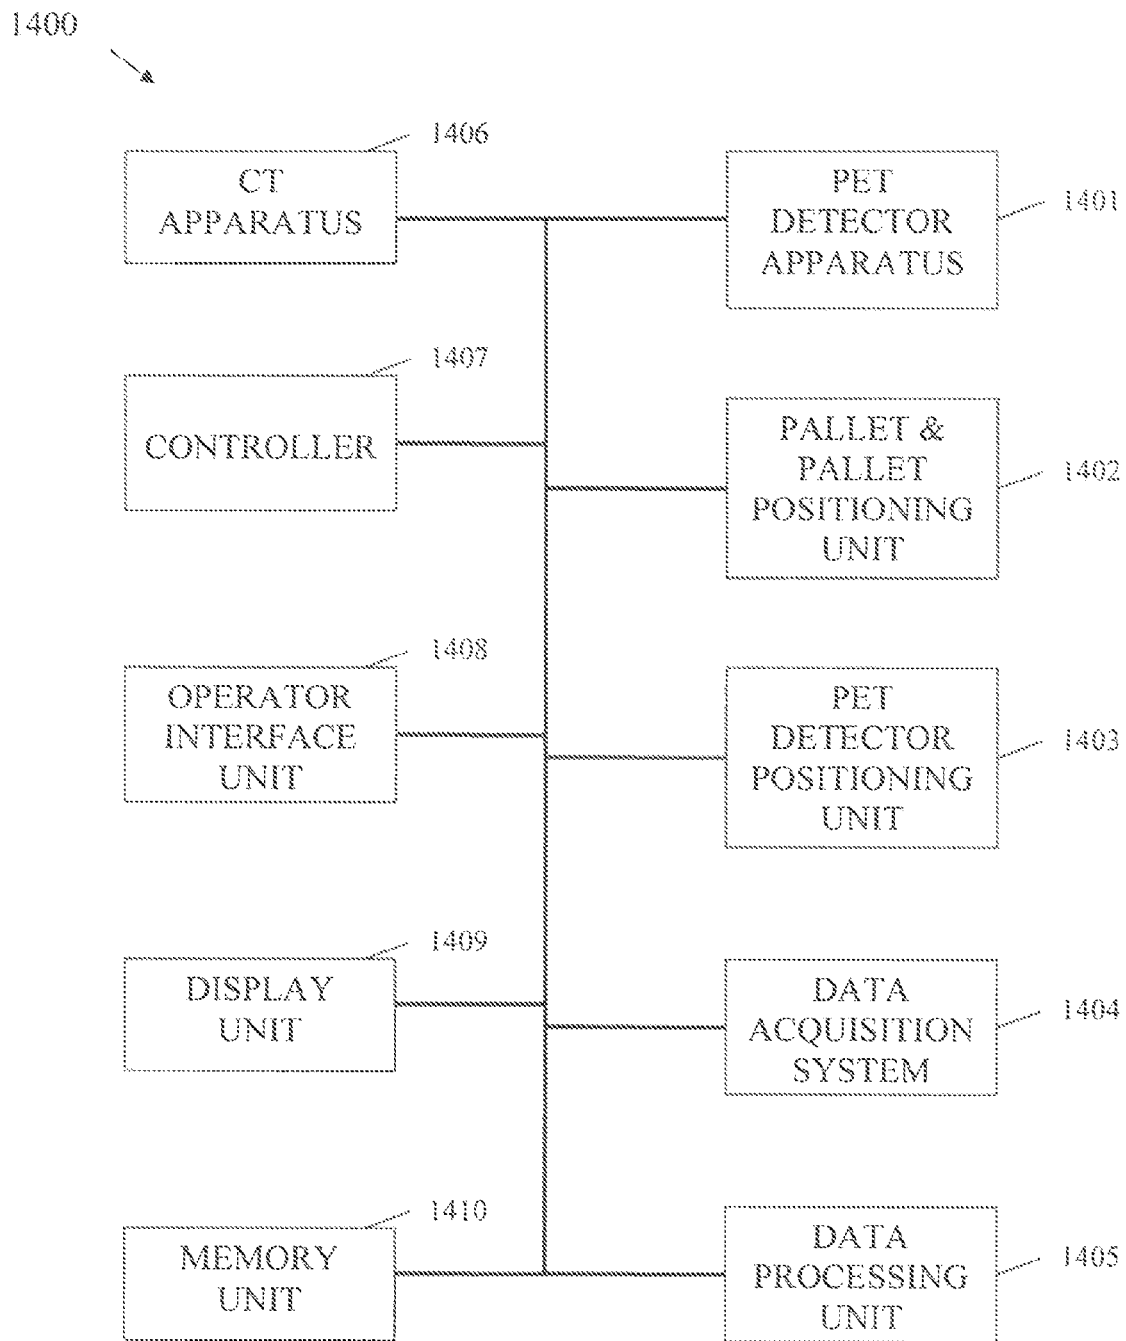 1400
1406
CT
APPARATUS
PET
DETECTOR
APPARATUS
1401
1407
CONTROLLER
PALLET &
PALLET
POSITIONING
UNIT
1402
1408
OPERATOR
INTERFACE
UNIT
PET
DETECTOR
POSITIONING
UNIT
1403
1409
DISPLAY
UNIT
DATA
ACQUISITION
SYSTEM
1404
1410
MEMORY
UNIT
DATA
PROCESSING
UNIT
1405